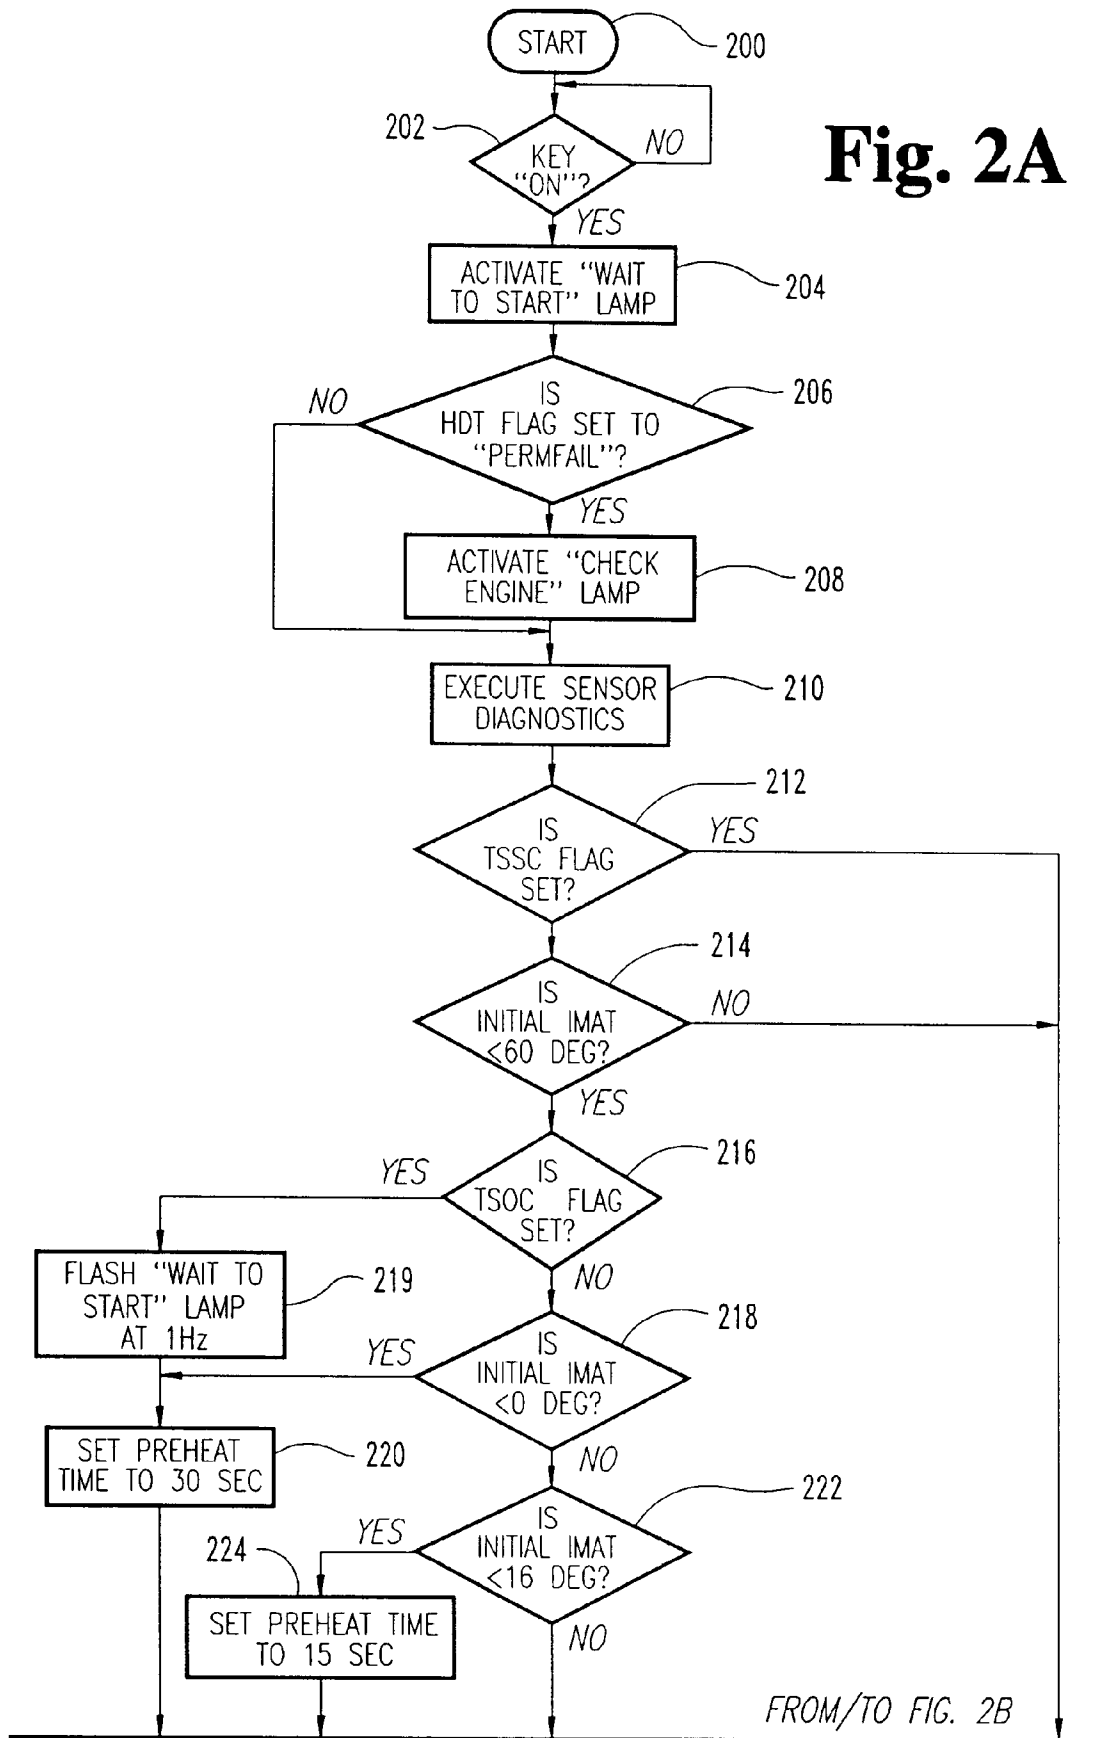 START
200
Fig. 2A
202
KEY
"ON"?
NO
YES
ACTIVATE "WAIT
TO START" LAMP
204
IS
HDT FLAG SET TO
"PERMFAIL"?
206
NO
YES
ACTIVATE "CHECK
ENGINE" LAMP
208
EXECUTE SENSOR
DIAGNOSTICS
210
212
IS
TSSC FLAG
SET?
YES
214
IS
INITIAL IMAT
<60 DEG?
NO
YES
216
IS
TSOC FLAG
SET?
YES
NO
FLASH "WAIT TO
START" LAMP
AT 1Hz
219
218
IS
INITIAL IMAT
<0 DEG?
YES
NO
SET PREHEAT
TIME TO 30 SEC
220
222
IS
INITIAL IMAT
<16 DEG?
YES
NO
224
SET PREHEAT TIME
TO 15 SEC
FROM/TO FIG. 2B